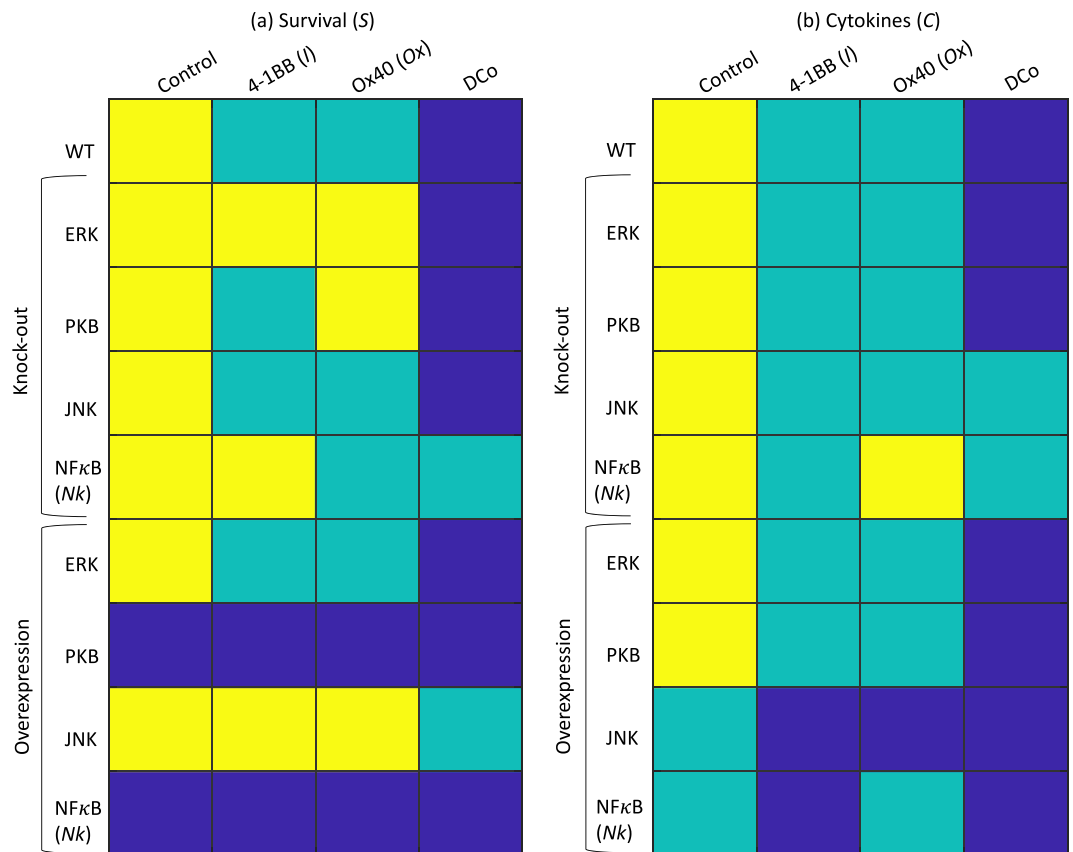 (a) Survival (S)
Control
4-1BB (I)
Ox40 (Ox)
DCo
WT
Knock-out
ERK
PKB
JNK
NFκB
(Nk)
Overexpression
ERK
PKB
JNK
NFκB
(Nk)
(b) Cytokines (C)
Control
4-1BB (I)
Ox40 (Ox)
DCo
WT
Knock-out
ERK
PKB
JNK
NFκB
(Nk)
Overexpression
ERK
PKB
JNK
NFκB
(Nk)